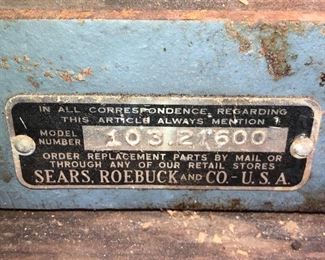 IN ALL CORRESPONDENCE REGARDING
THIS ARTICLE ALWAYS MENTION
MODEL
NUMBER 103 21600
ORDER REPLACEMENT PARTS BY MAIL OR
THROUGH ANY OF OUR RETAIL STORES
SEARS, ROEBUCK AND CO.-U.S.A.